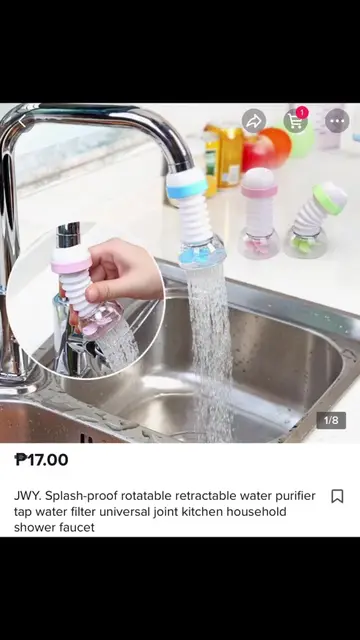 1
1/8
₱17.00
JWY. Splash-proof rotatable retractable water purifier
tap water filter universal joint kitchen household
shower faucet